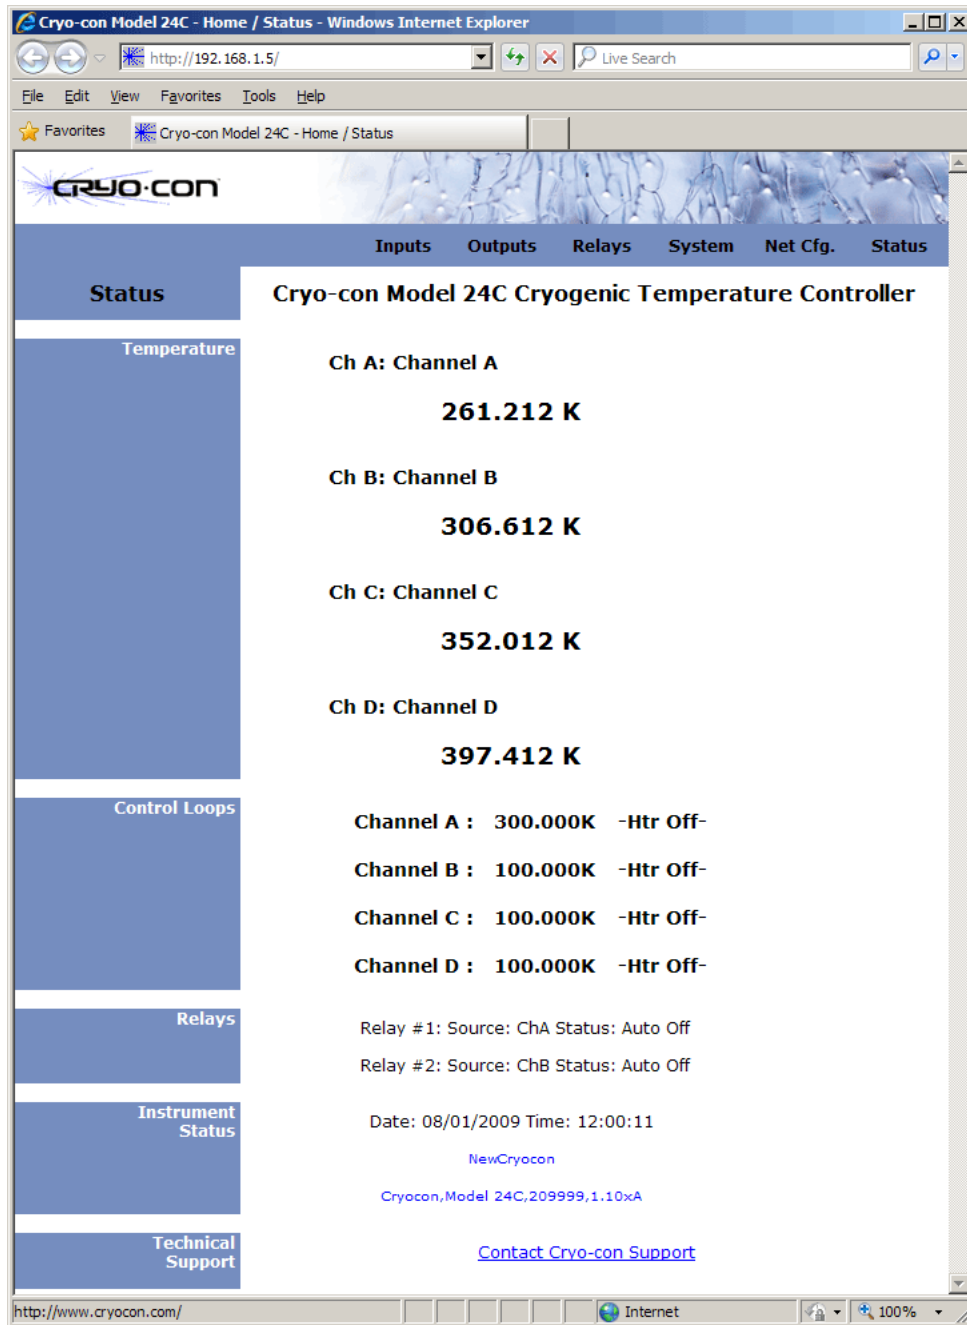 Cryo-con Model 24C - Home / Status - Windows Internet Explorer
http://192.168.1.5/
Live Search
File Edit View Favorites Tools Help
Favorites
Cryo-con Model 24C - Home / Status
CRYO·CON
Inputs Outputs Relays System Net Cfg. Status
Status
Cryo-con Model 24C Cryogenic Temperature Controller
Temperature
Ch A: Channel A
261.212 K
Ch B: Channel B
306.612 K
Ch C: Channel C
352.012 K
Ch D: Channel D
397.412 K
Control Loops
Channel A : 300.000K -Htr Off-
Channel B : 100.000K -Htr Off-
Channel C : 100.000K -Htr Off-
Channel D : 100.000K -Htr Off-
Relays
Relay #1: Source: ChA Status: Auto Off
Relay #2: Source: ChB Status: Auto Off
Instrument
Status
Date: 08/01/2009 Time: 12:00:11
NewCryocon
Cryocon,Model 24C,209999,1.10xA
Technical
Support
Contact Cryo-con Support
http://www.cryocon.com/
Internet
100%